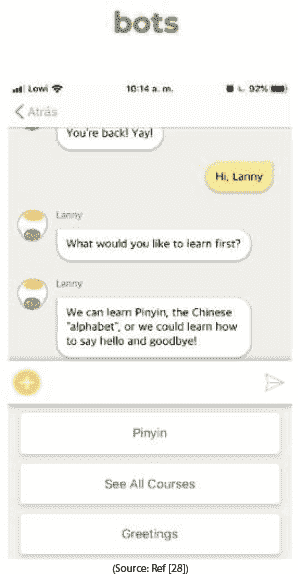 bots
Lowi 10:14 a. m. 92%
Atrás
You're back! Yay!
Hi, Lanny
Lanny
What would you like to learn first?
Lanny
We can learn Pinyin, the Chinese
"alphabet", or we could learn how
to say hello and goodbye!
Pinyin
See All Courses
Greetings
(Source: Ref [28])